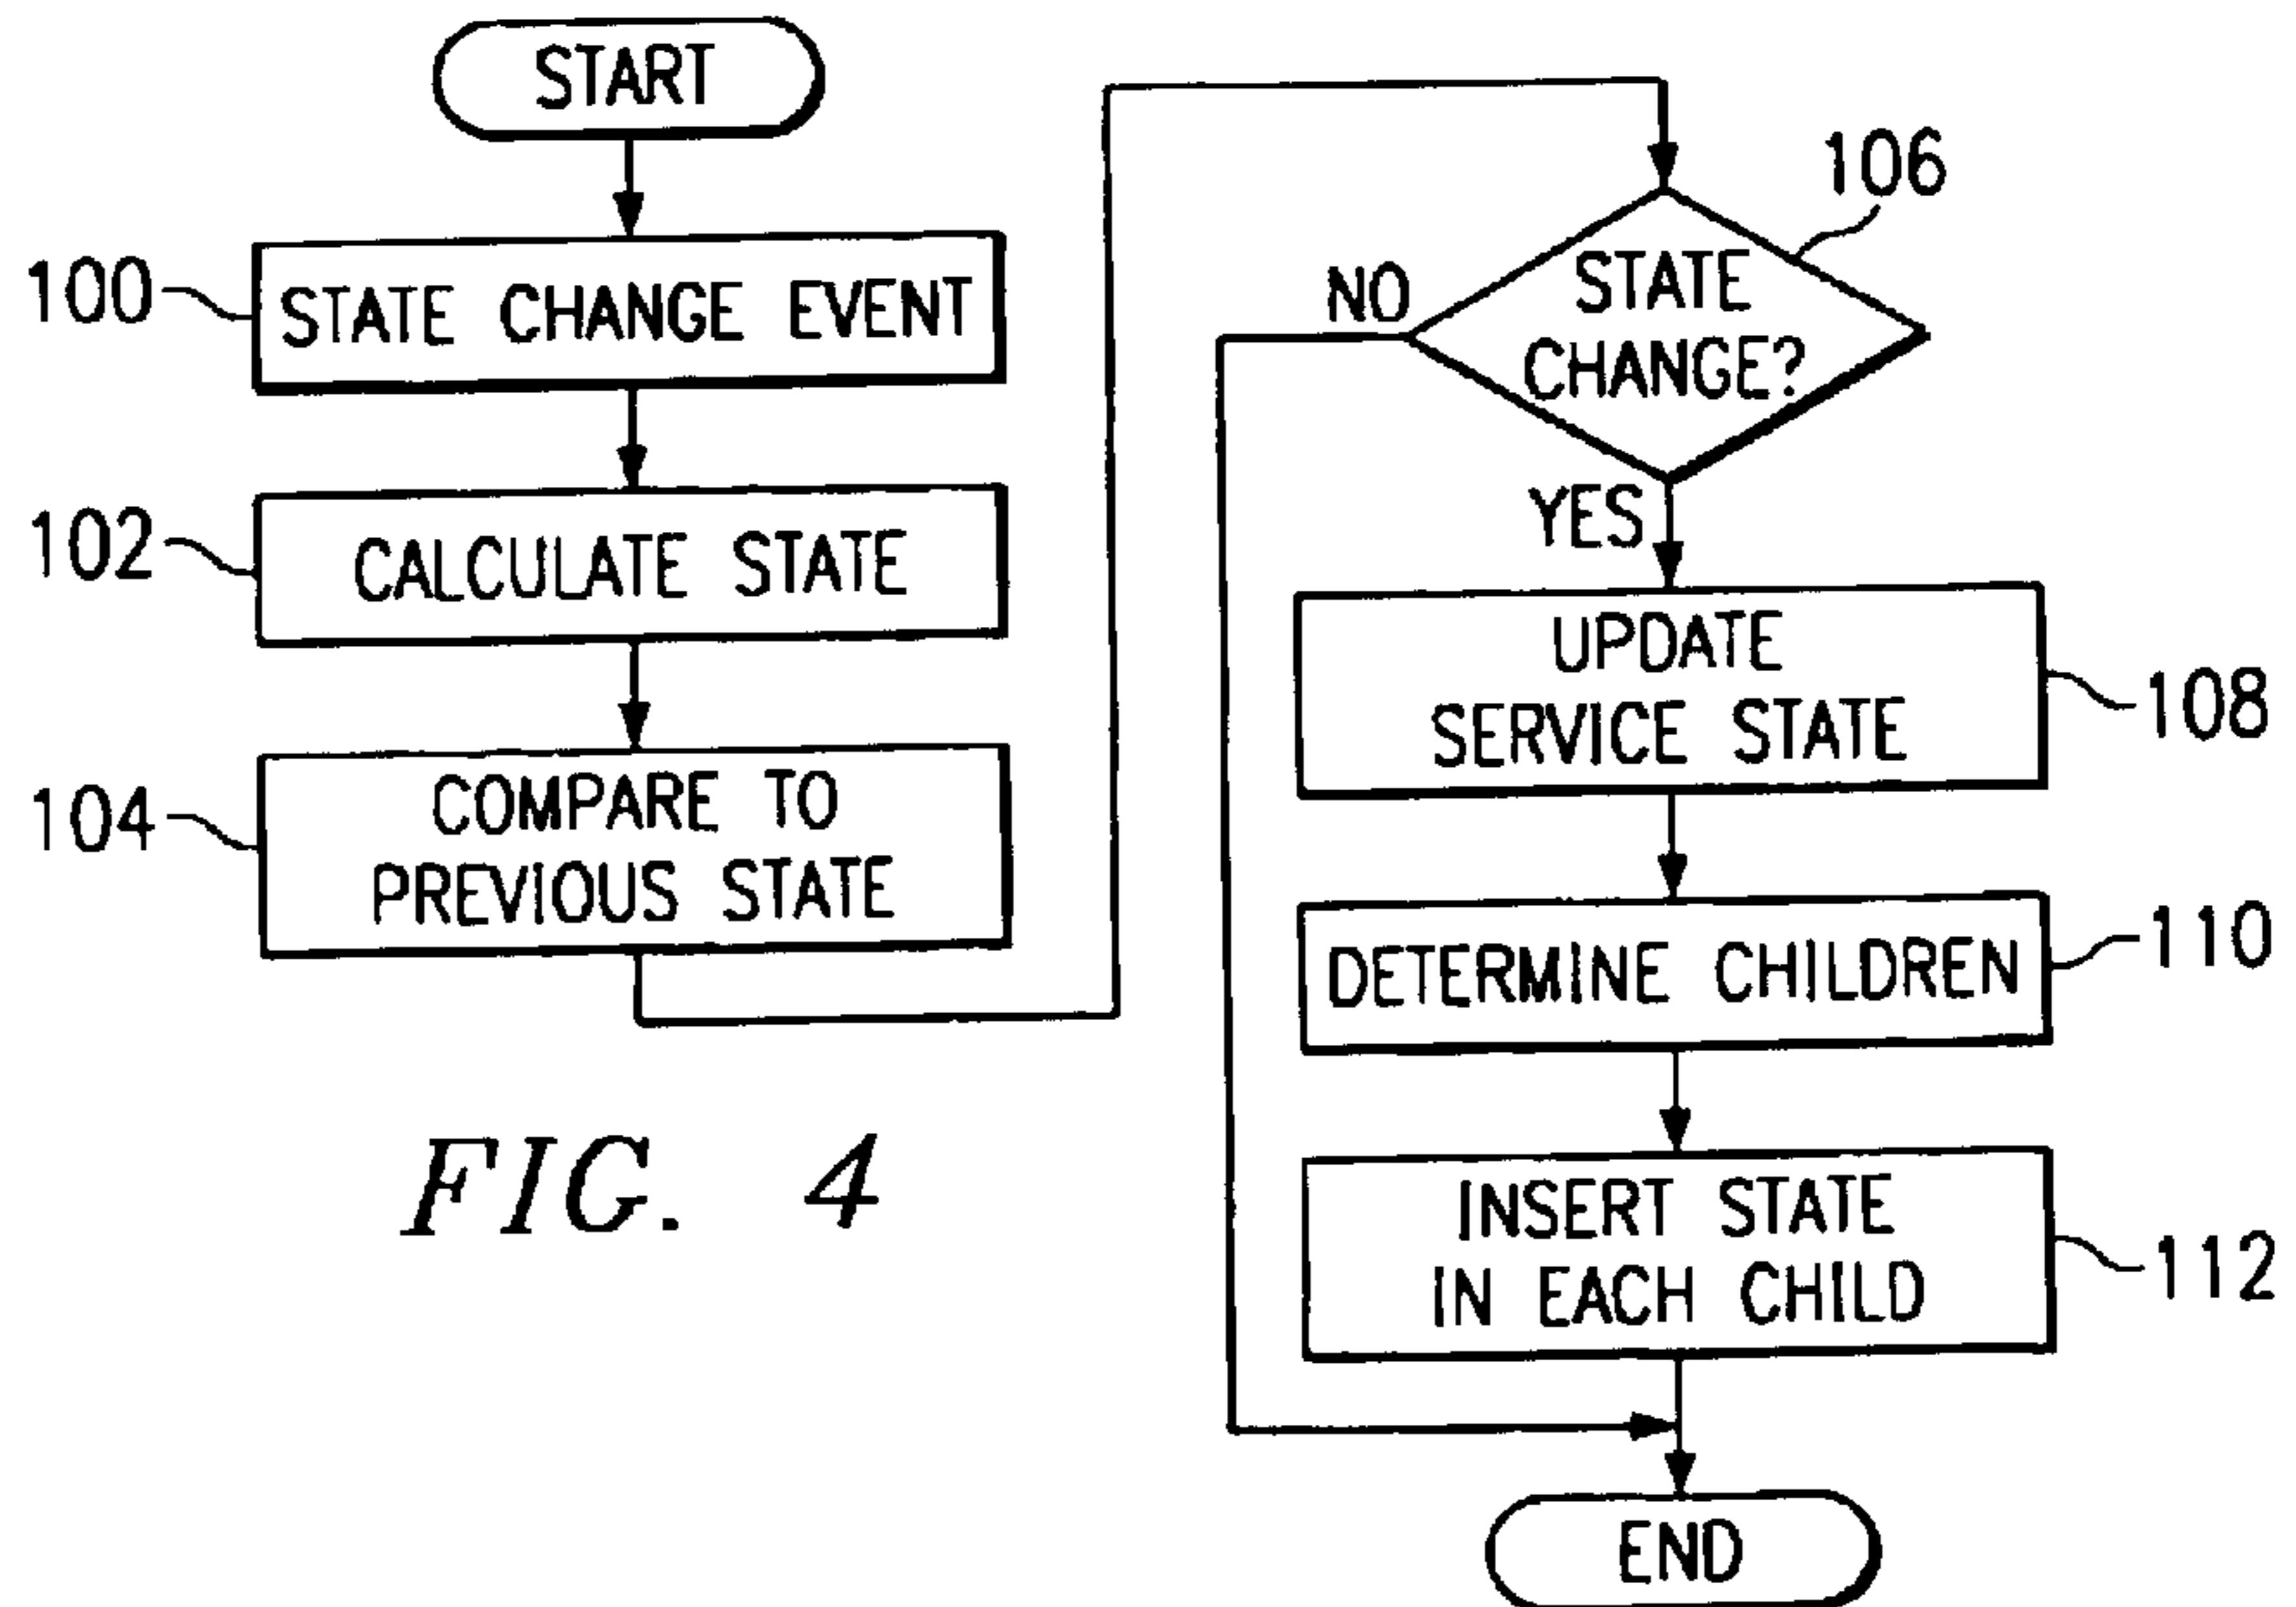 START
100
STATE CHANGE EVENT
102
CALCULATE STATE
104
COMPARE TO
PREVIOUS STATE
FIG. 4
106
STATE
CHANGE?
NO
YES
UPDATE
SERVICE STATE
108
DETERMINE CHILDREN
110
INSERT STATE
IN EACH CHILD
112
END